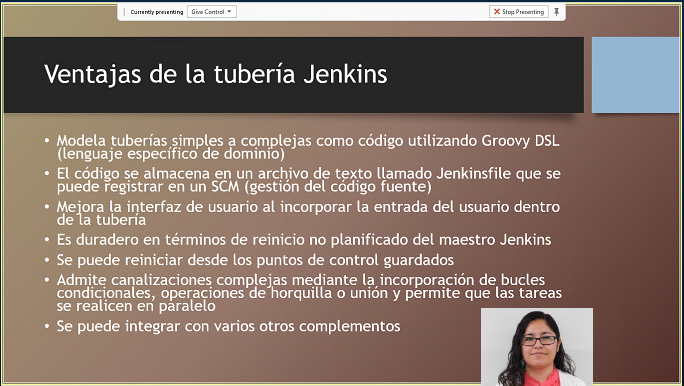 Currently presenting
Give Control
Stop Presenting
Ventajas de la tubería Jenkins
• Modela tuberías simples a complejas como código utilizando Groovy DSL
(lenguaje específico de dominio)
• El código se almacena en un archivo de texto llamado Jenkinsfile que se
puede registrar en un SCM (gestión del código fuente)
• Mejora la interfaz de usuario al incorporar la entrada del usuario dentro
de la tubería
• Es duradero en términos de reinicio no planificado del maestro Jenkins
• Se puede reiniciar desde los puntos de control guardados
• Admite canalizaciones complejas mediante la incorporación de bucles
condicionales, operaciones de horquilla o unión y permite que las tareas
se realicen en paralelo
• Se puede integrar con varios otros complementos